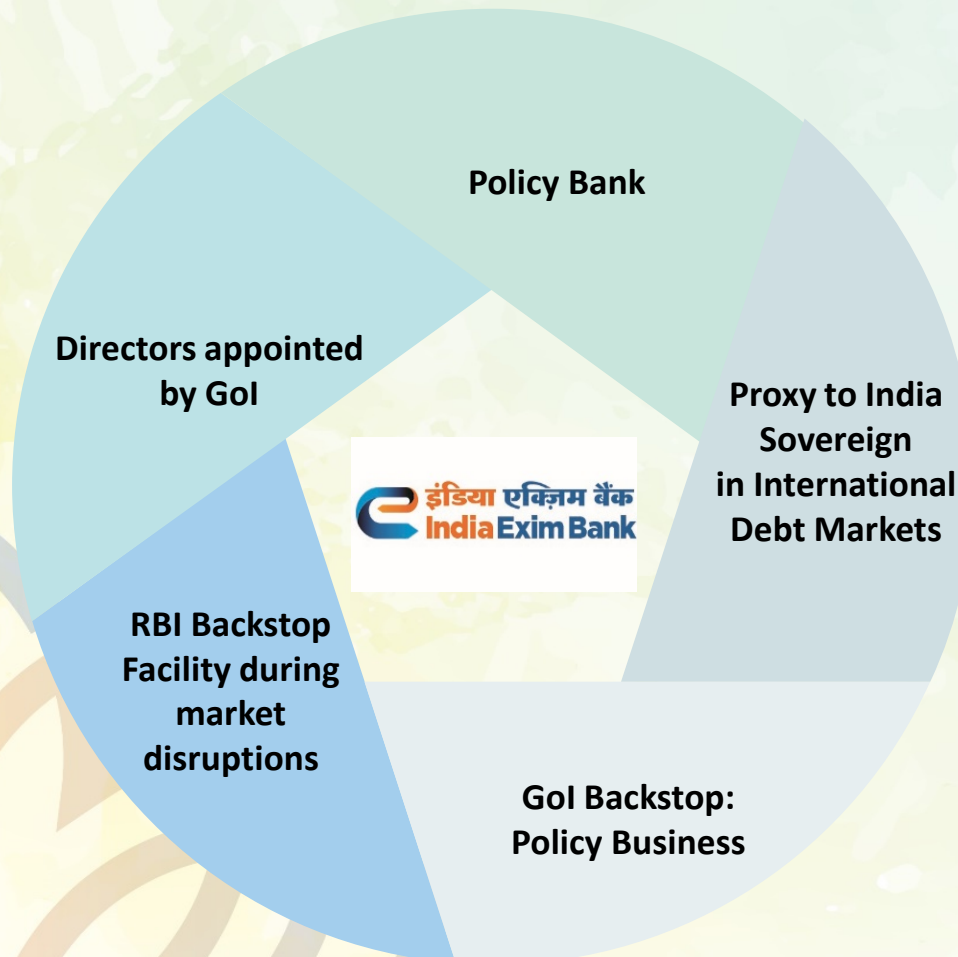 Policy Bank
Directors appointed
by GoI
Proxy to India
Sovereign
in International
Debt Markets
इंडिया एक्ज़िम बैंक
India Exim Bank
RBI Backstop
Facility during
market
disruptions
GoI Backstop:
Policy Business